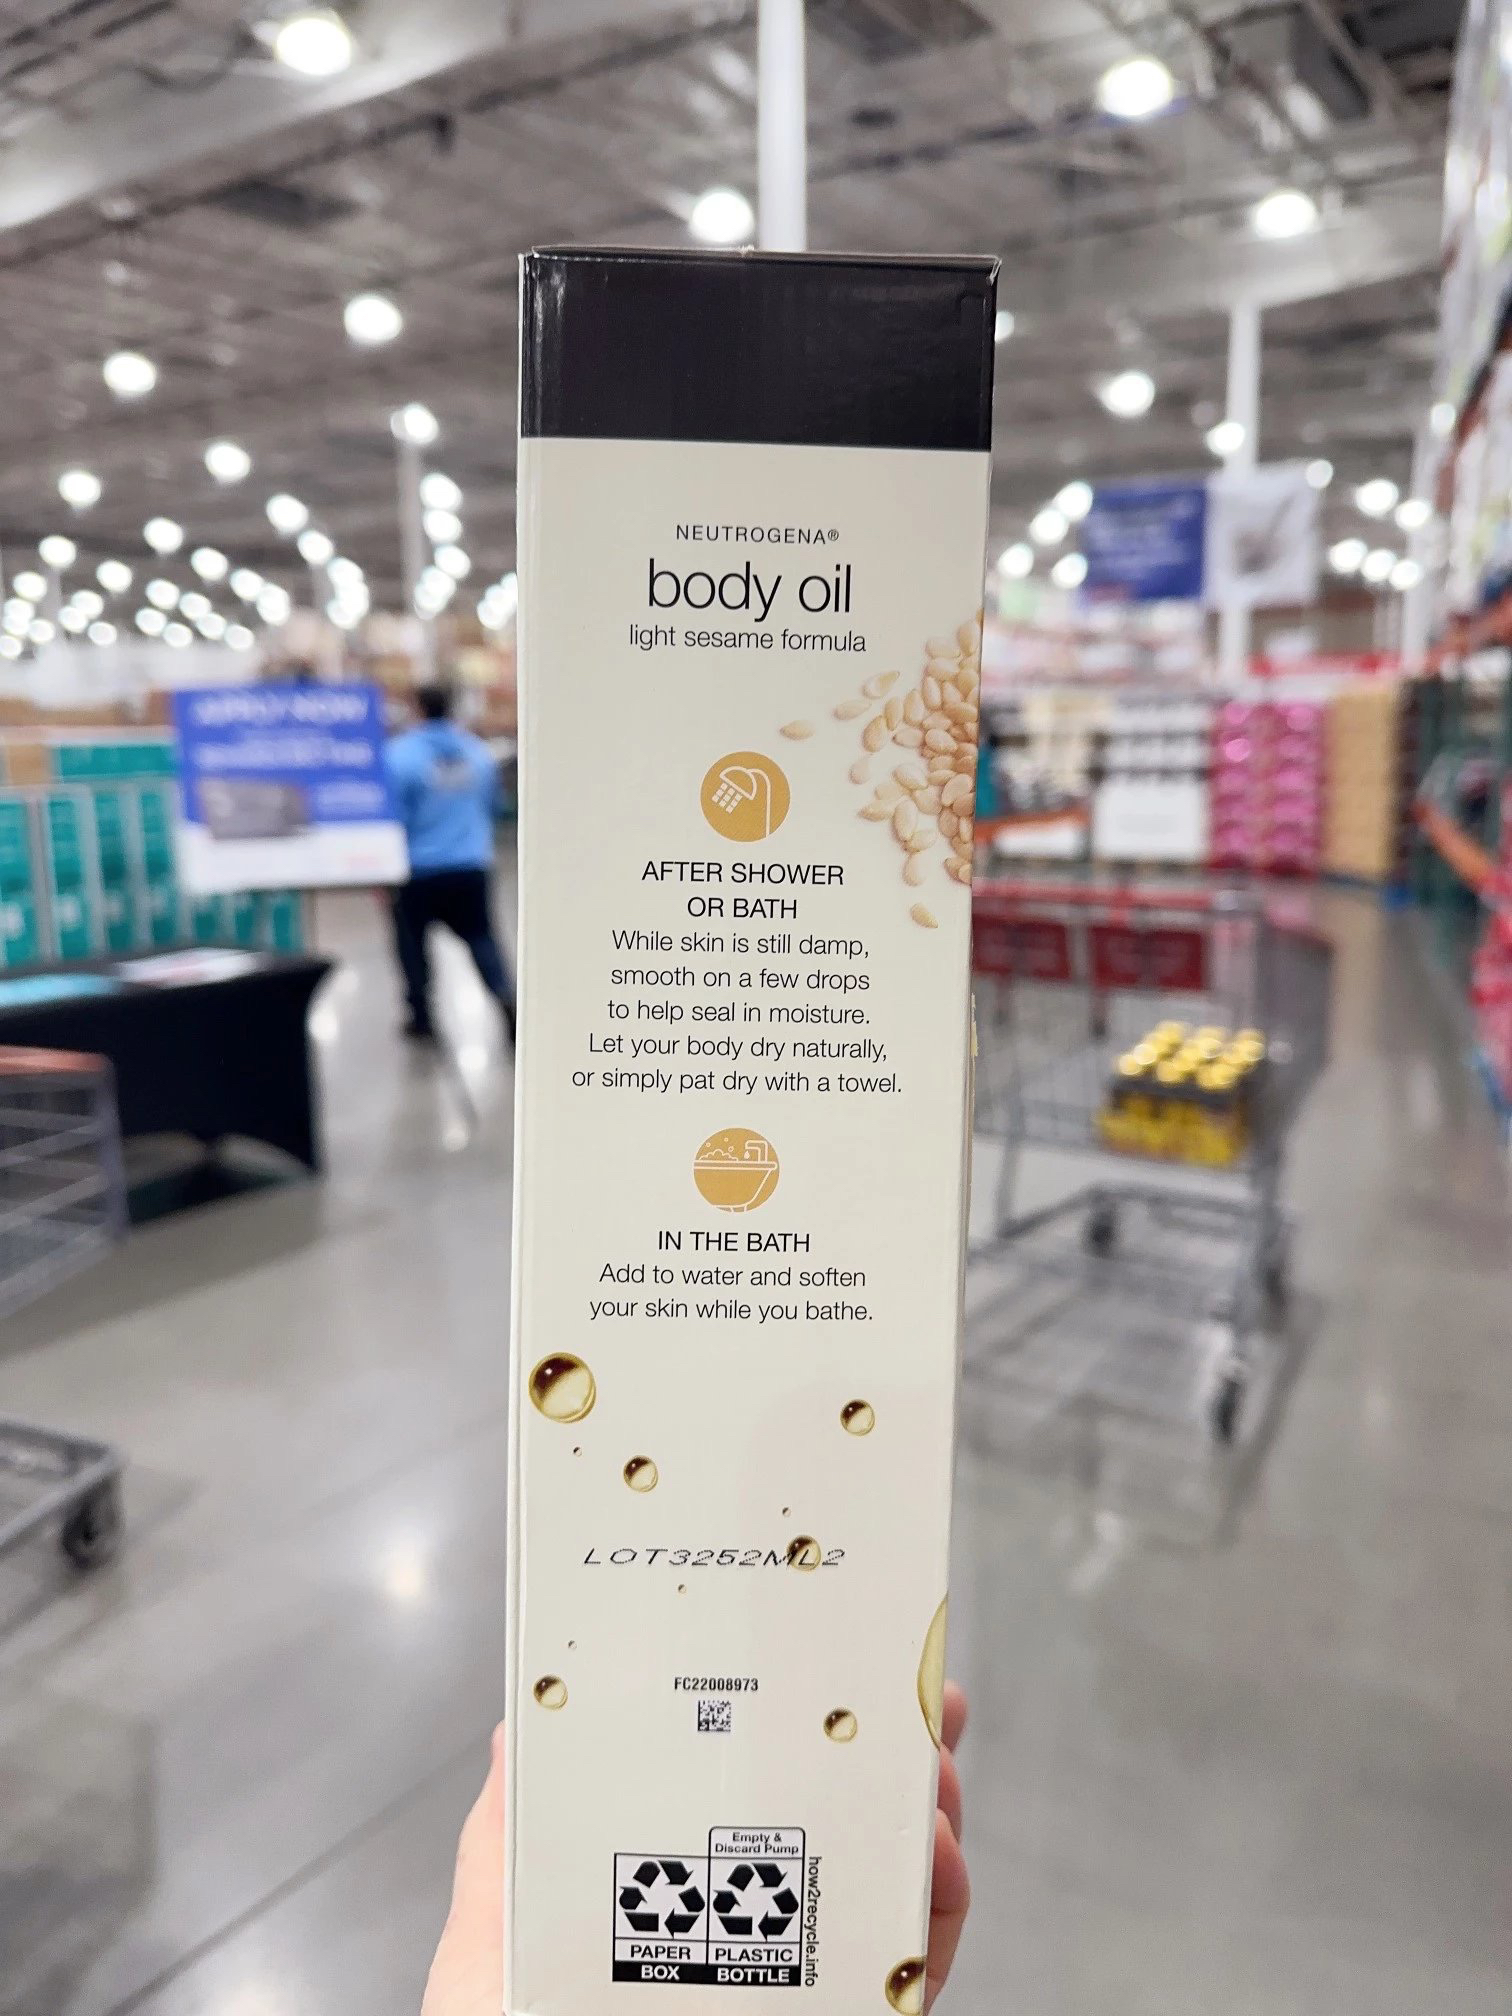 APPLY NOW
NEUTROGENA®
body oil
light sesame formula
AFTER SHOWER
OR BATH
While skin is still damp,
smooth on a few drops
to help seal in moisture.
Let your body dry naturally,
or simply pat dry with a towel.
IN THE BATH
Add to water and soften
your skin while you bathe.
LOT3252ML2
FC22008973
Empty &
Discard Pump
PAPER
BOX
PLASTIC
BOTTLE
how2recycle.info